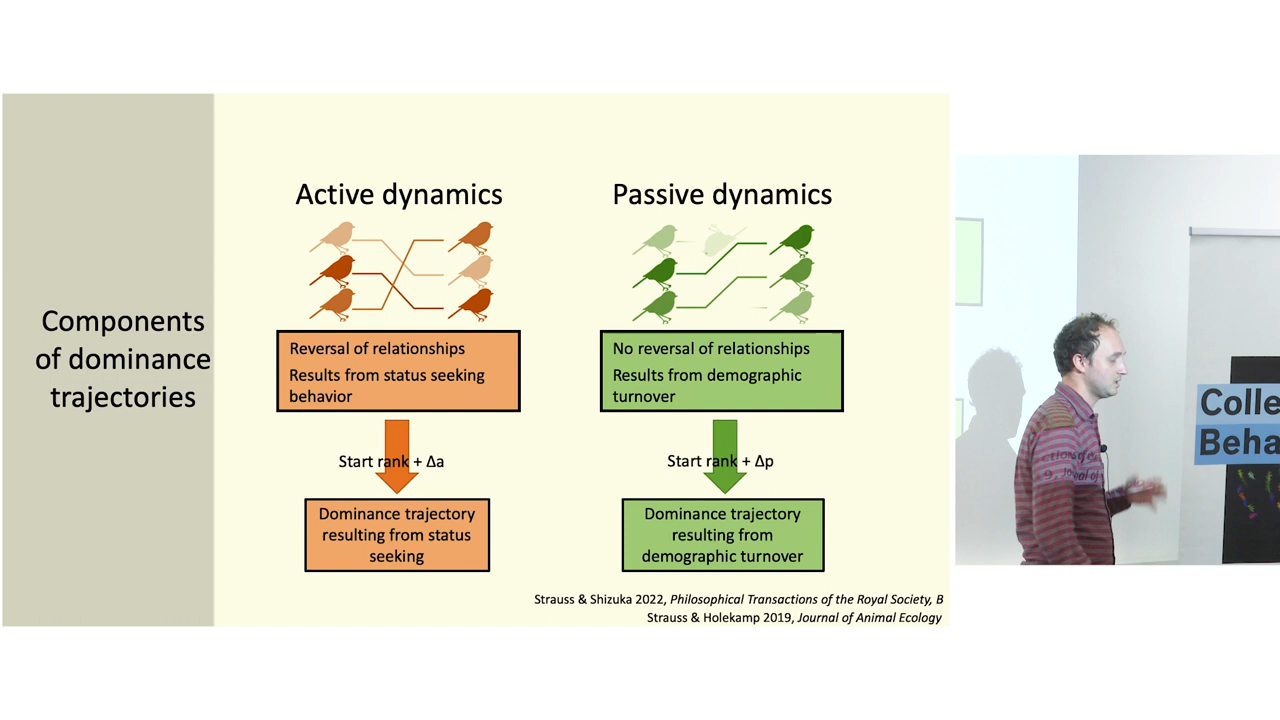 Components
of dominance
trajectories
Active dynamics
Reversal of relationships
Results from status seeking
behavior
Start rank + Δa
Dominance trajectory
resulting from status
seeking
Passive dynamics
No reversal of relationships
Results from demographic
turnover
Start rank + Δp
Dominance trajectory
resulting from
demographic turnover
Strauss & Shizuka 2022, Philosophical Transactions of the Royal Society, B
Strauss & Holekamp 2019, Journal of Animal Ecology
Colle
Beha